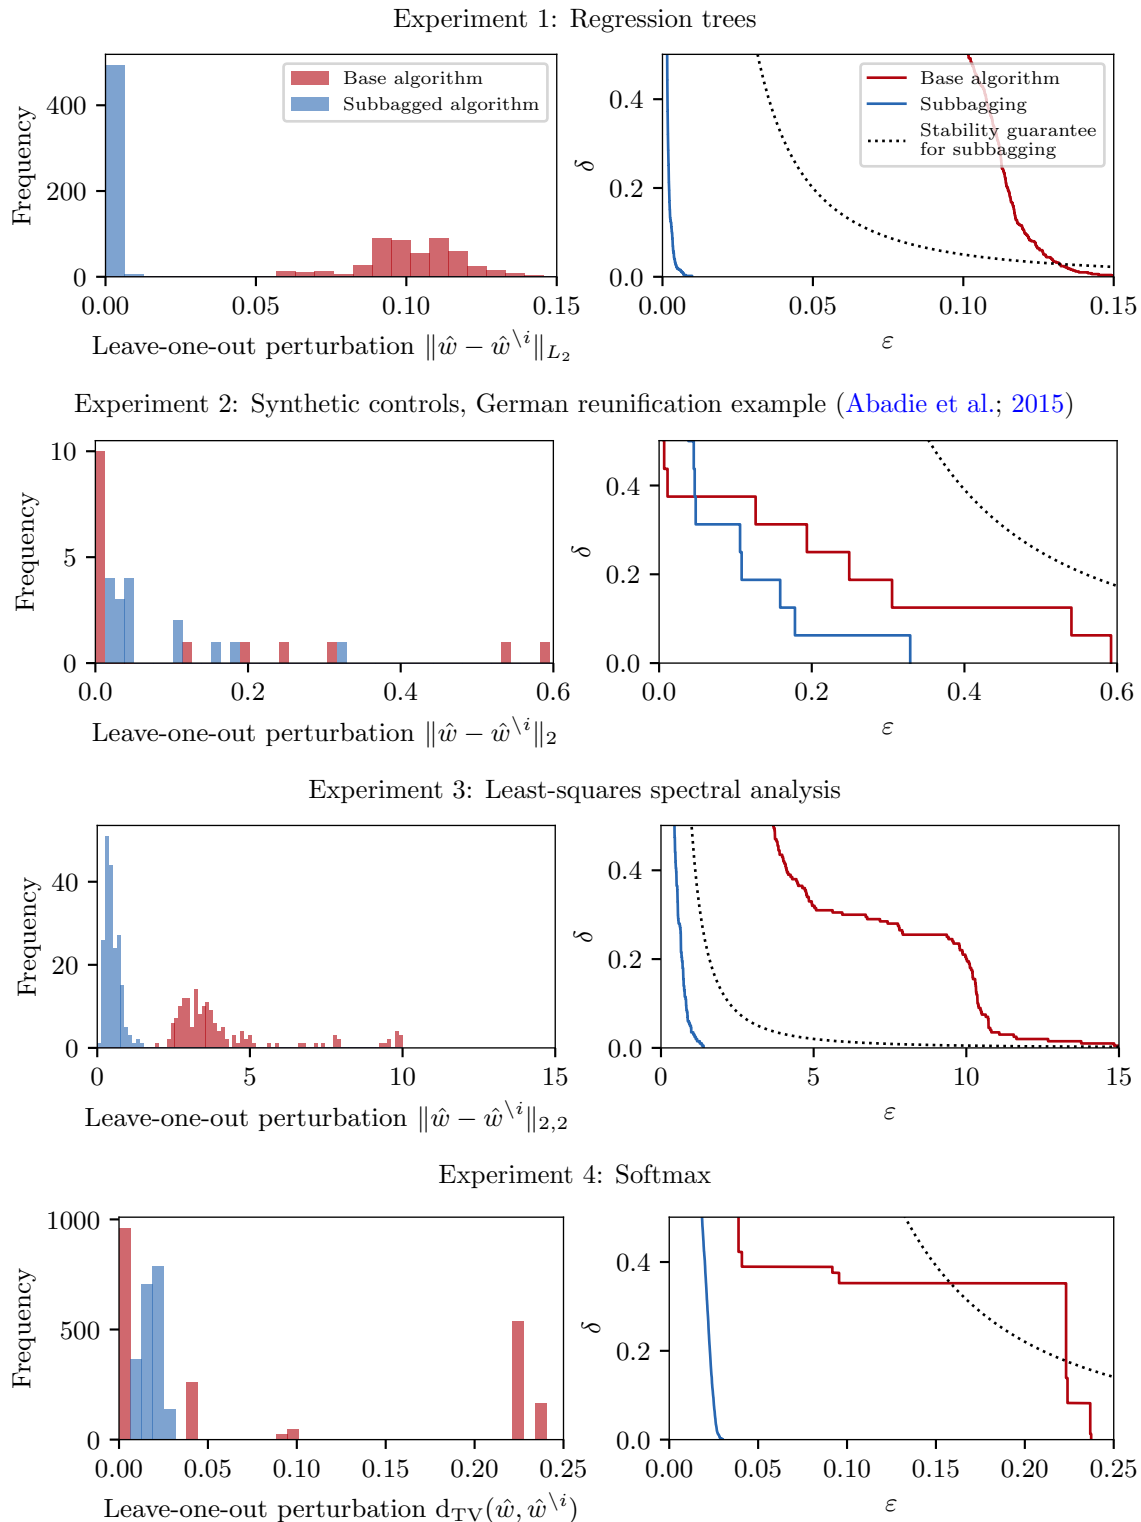 Experiment 1: Regression trees
Frequency
400
200
0
Base algorithm
Subbagged algorithm
0.00 0.05 0.10 0.15
Leave-one-out perturbation ‖ŵ − ŵ^{\i}‖_{L₂}
δ
0.4
0.2
0.0
Base algorithm
Subbagging
Stability guarantee
for subbagging
0.00 0.05 0.10 0.15
ε
Experiment 2: Synthetic controls, German reunification example (Abadie et al.; 2015)
Frequency
10
5
0
0.0 0.2 0.4 0.6
Leave-one-out perturbation ‖ŵ − ŵ^{\i}‖₂
δ
0.4
0.2
0.0
0.0 0.2 0.4 0.6
ε
Experiment 3: Least-squares spectral analysis
Frequency
40
20
0
0 5 10 15
Leave-one-out perturbation ‖ŵ − ŵ^{\i}‖_{2,2}
δ
0.4
0.2
0.0
0 5 10 15
ε
Experiment 4: Softmax
Frequency
1000
500
0
0.00 0.05 0.10 0.15 0.20 0.25
Leave-one-out perturbation d_{TV}(ŵ, ŵ^{\i})
δ
0.4
0.2
0.0
0.00 0.05 0.10 0.15 0.20 0.25
ε